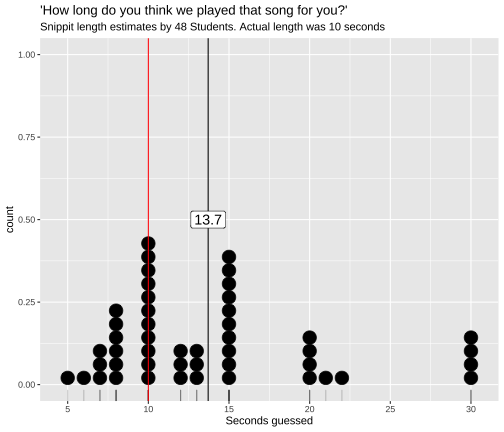 'How long do you think we played that song for you?'
Snippit length estimates by 48 Students. Actual length was 10 seconds
1.00
0.75
count
0.50
13.7
0.25
0.00
5 10 15 20 25 30
Seconds guessed